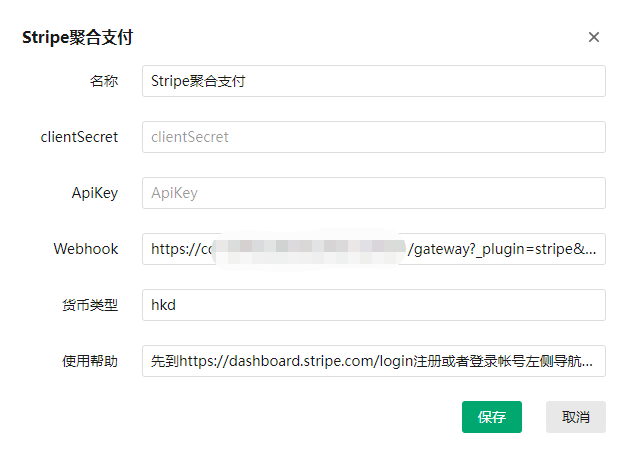 Stripe聚合支付
名称 Stripe聚合支付
clientSecret clientSecret
ApiKey ApiKey
Webhook https://c /gateway?_plugin=stripe&...
货币类型 hkd
使用帮助 先到https://dashboard.stripe.com/login注册或者登录帐号左侧导航...
保存 取消